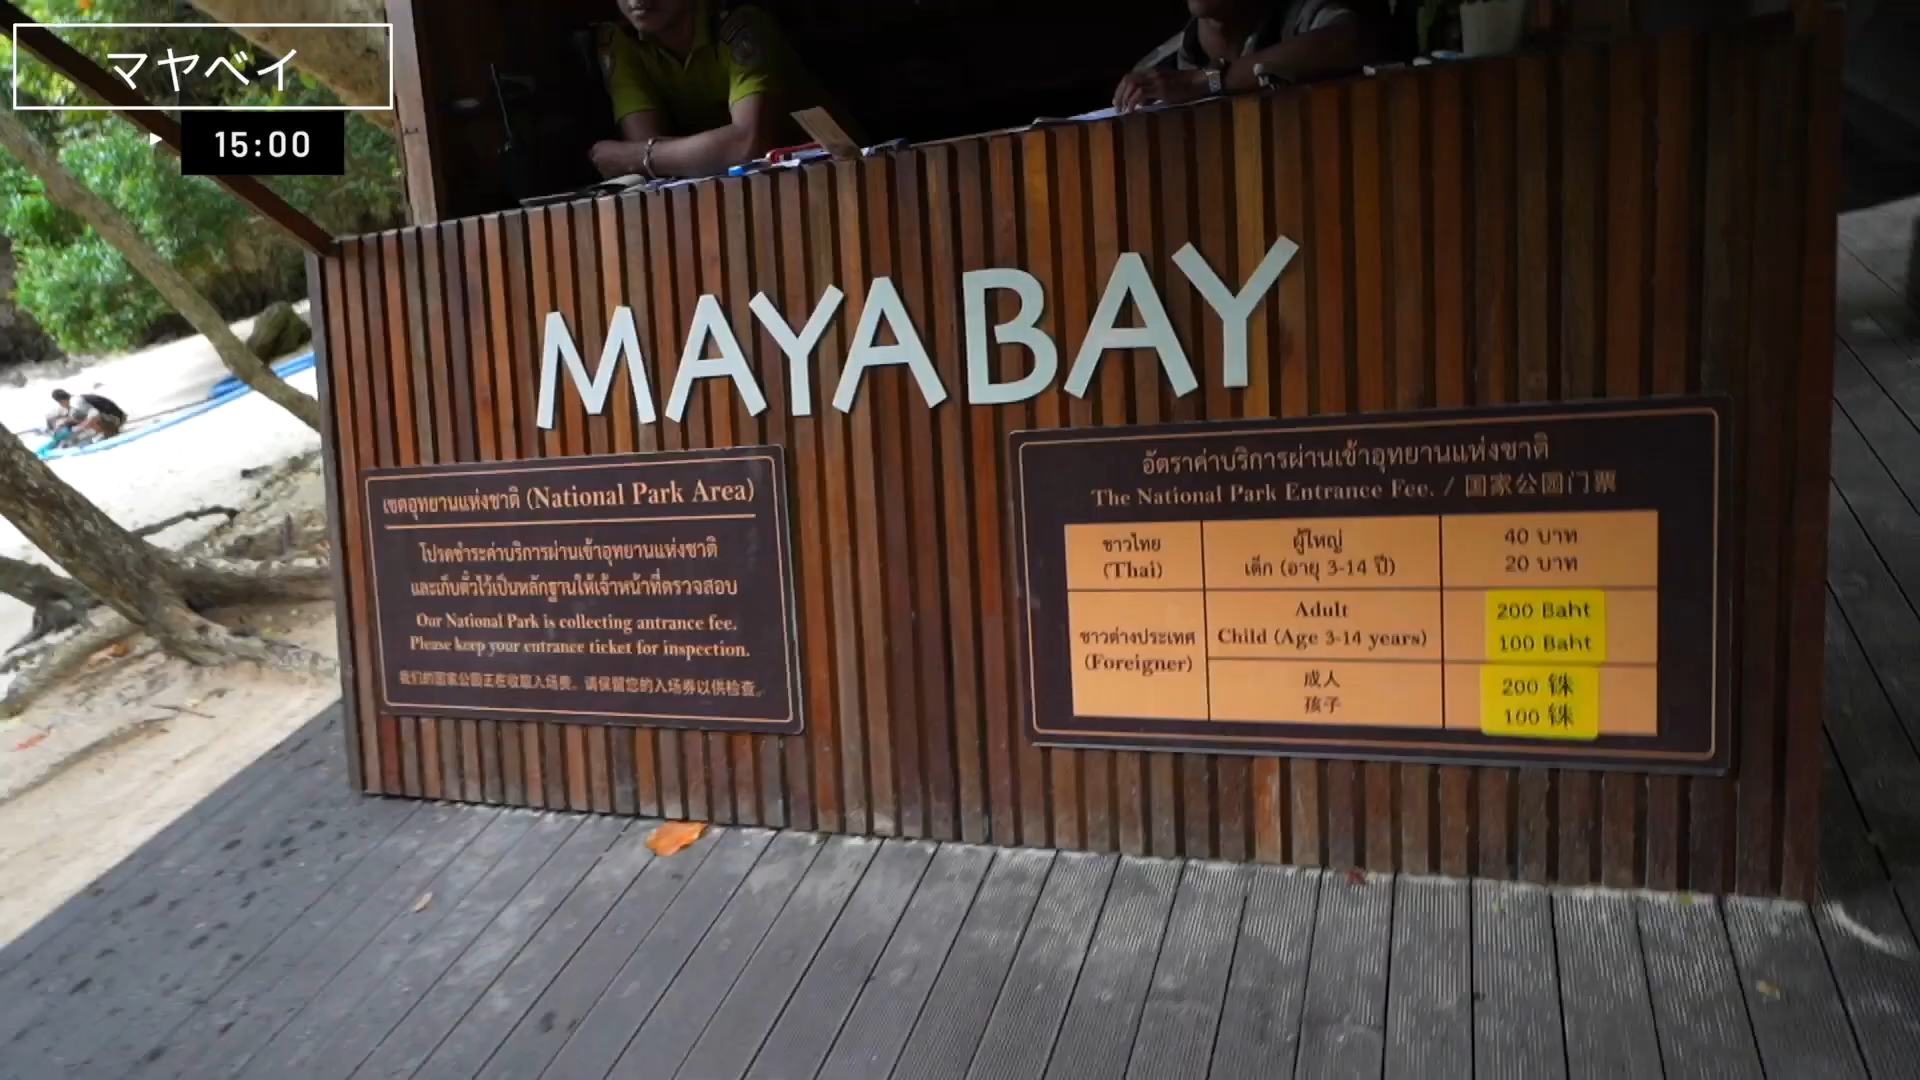 マヤベイ
15:00
MAYABAY
เขตอุทยานแห่งชาติ (National Park Area)
โปรดชำระค่าบริการผ่านเข้าอุทยานแห่งชาติ
และเก็บตั๋วไว้เป็นหลักฐานให้เจ้าหน้าที่ตรวจสอบ
Our National Park is collecting antrance fee.
Please keep your entrance ticket for inspection.
我们的国家公园正在收取入场费。请保留您的入场券以供检查。
อัตราค่าบริการผ่านเข้าอุทยานแห่งชาติ
The National Park Entrance Fee. / 国家公园门票
ชาวไทย (Thai)
ผู้ใหญ่ 40 บาท
เด็ก (อายุ 3-14 ปี) 20 บาท
ชาวต่างประเทศ (Foreigner)
Adult 200 Baht
Child (Age 3-14 years) 100 Baht
成人 200 铢
孩子 100 铢